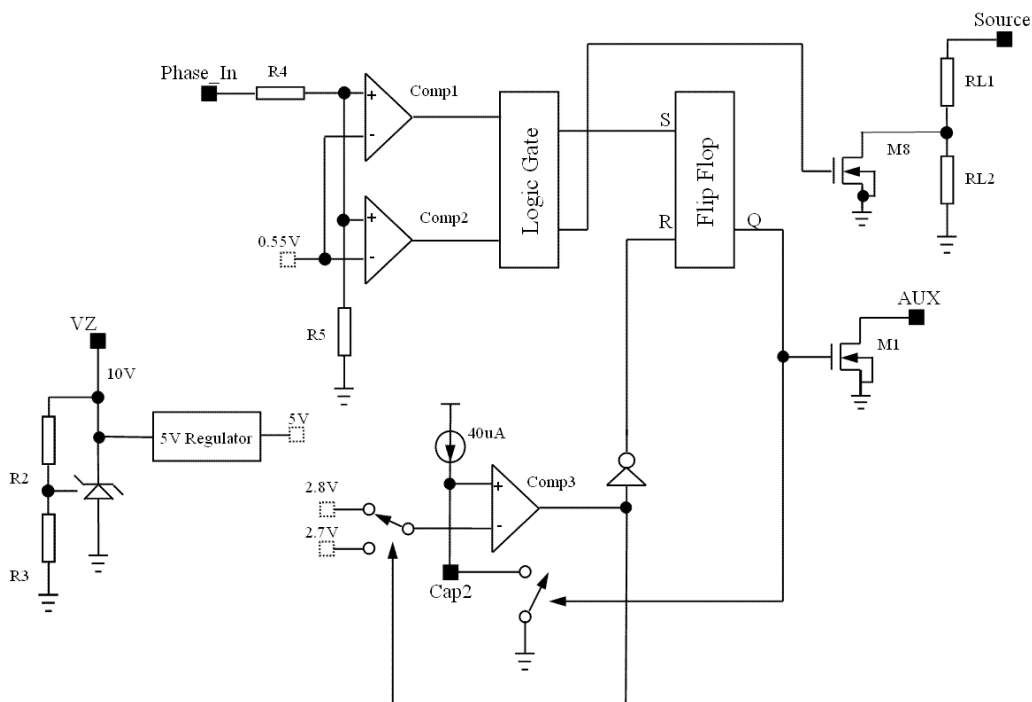 Source
Phase_In
R4
+
-
Comp1
Logic Gate
S
Flip Flop
R
Q
M8
RL1
RL2
+
-
Comp2
0.55V
R5
AUX
M1
VZ
10V
5V Regulator
5V
R2
R3
40uA
2.8V
2.7V
+
-
Comp3
Cap2